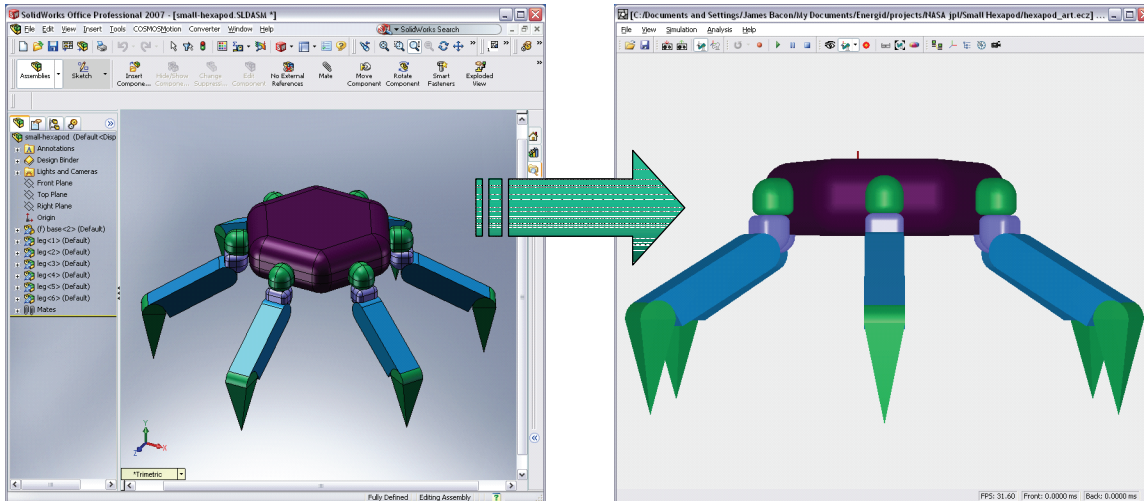 SolidWorks Office Professional 2007 - [small-hexapod.SLDASM *]
File Edit View Insert Tools COSMOSMotion Converter Window Help
SolidWorks Search
Assemblies
Sketch
Insert Compone...
Hide/Show Compone...
Change Suppressi...
Edit Component
No External References
Mate
Move Component
Rotate Component
Smart Fasteners
Exploded View
small-hexapod (Default<Disp
Annotations
Design Binder
Lights and Cameras
Front Plane
Top Plane
Right Plane
Origin
(f) base<2> (Default)
leg<1> (Default)
leg<2> (Default)
leg<3> (Default)
leg<4> (Default)
leg<5> (Default)
leg<6> (Default)
Mates
Y
X
Z
*Trimetric
Fully Defined Editing Assembly
[C:/Documents and Settings/James Bacon/My Documents/Energid/projects/NASA jpl/Small Hexapod/hexapod_art.ecz] ...
File View Simulation Analysis Help
FPS: 31.60 Front: 0.0000 ms Back: 0.0000 ms